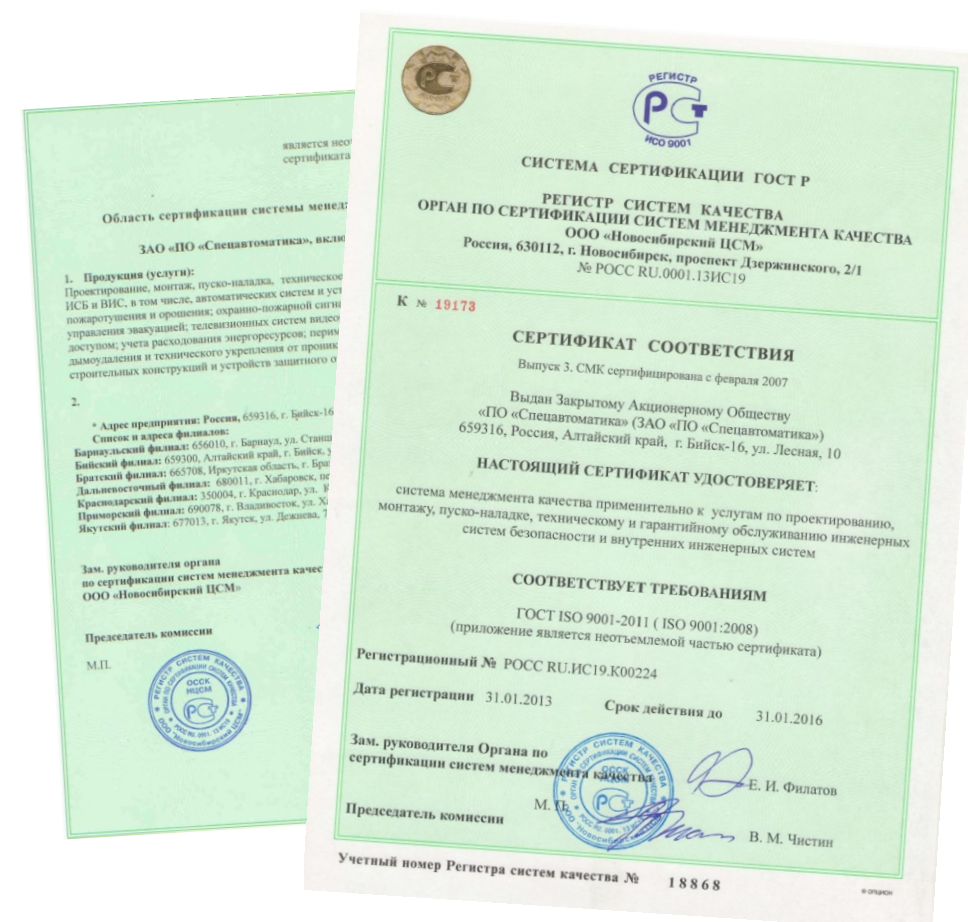 является
сертификата
Область сертификации системы
ЗАО «ПО «Спецавтоматика»,
1. Продукция (услуги):
Проектирование, монтаж, пуско-наладка, техническое
ИСБ и ВИС, в том числе, автоматических систем и
пожаротушения и орошения; охранно-пожарной
управления эвакуацией; телевизионных систем
доступом; учета расходования энергоресурсов;
дымоудаления и технического укрепления от
строительных конструкций и устройств защитного
2.
* Адрес предприятия: Россия, 659316, г. Бийск-16
Список и адреса филиалов:
Барнаульский филиал: 656010, г. Барнаул, ул.
Бийский филиал: 659300, Алтайский край, г. Бийск,
Братский филиал: 665708, Иркутская область, г.
Дальневосточный филиал: 680011, г. Хабаровск,
Краснодарский филиал: 350004, г. Краснодар, ул.
Приморский филиал: 690078, г. Владивосток, ул.
Якутский филиал: 677013, г. Якутск, ул. Дежнева,
Зам. руководителя органа
по сертификации систем менеджмента
ООО «Новосибирский ЦСМ»
Председатель комиссии
М.П.
РЕГИСТР СИСТЕМ КАЧЕСТВА
ОССК
НЦСМ
РСТ
ООО "Новосибирский ЦСМ"
РЕГИСТР
РСТ
ИСО 9001
СИСТЕМА СЕРТИФИКАЦИИ ГОСТ Р
РЕГИСТР СИСТЕМ КАЧЕСТВА
ОРГАН ПО СЕРТИФИКАЦИИ СИСТЕМ МЕНЕДЖМЕНТА КАЧЕСТВА
ООО «Новосибирский ЦСМ»
Россия, 630112, г. Новосибирск, проспект Дзержинского, 2/1
№ РОСС RU.0001.13ИС19
К № 19173
СЕРТИФИКАТ СООТВЕТСТВИЯ
Выпуск 3. СМК сертифицирована с февраля 2007
Выдан Закрытому Акционерному Обществу
«ПО «Спецавтоматика» (ЗАО «ПО «Спецавтоматика»)
659316, Россия, Алтайский край, г. Бийск-16, ул. Лесная, 10
НАСТОЯЩИЙ СЕРТИФИКАТ УДОСТОВЕРЯЕТ:
система менеджмента качества применительно к услугам по проектированию,
монтажу, пуско-наладке, техническому и гарантийному обслуживанию инженерных
систем безопасности и внутренних инженерных систем
СООТВЕТСТВУЕТ ТРЕБОВАНИЯМ
ГОСТ ISO 9001-2011 ( ISO 9001:2008)
(приложение является неотъемлемой частью сертификата)
Регистрационный № РОСС RU.ИС19.К00224
Дата регистрации 31.01.2013 Срок действия до 31.01.2016
Зам. руководителя Органа по
сертификации систем менеджмента качества Е. И. Филатов
М. П.
Председатель комиссии В. М. Чистин
Учетный номер Регистра систем качества № 18868
® ОПЦИОН